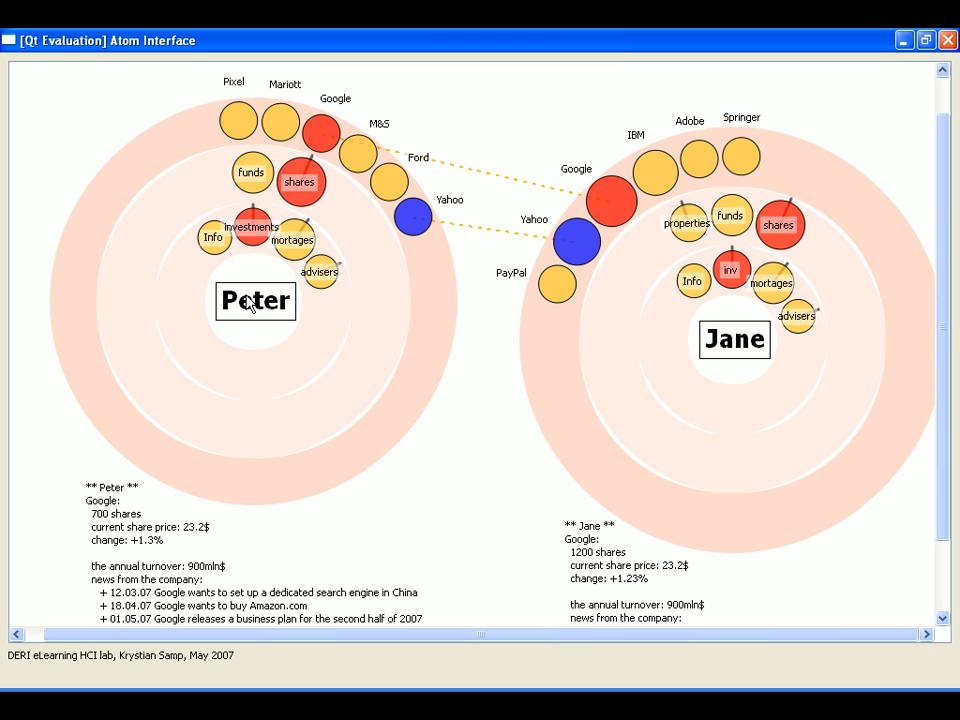 [Qt Evaluation] Atom Interface
Pixel
Mariott
Google
M&S
Ford
Yahoo
funds
shares
Info
investments
mortages
advisers
Peter
Springer
Adobe
IBM
Google
Yahoo
PayPal
properties
funds
shares
Info
inv
mortages
advisers
Jane
** Peter **
Google:
700 shares
current share price: 23.2$
change: +1.3%
the annual turnover: 900mln$
news from the company:
+ 12.03.07 Google wants to set up a dedicated search engine in China
+ 18.04.07 Google wants to buy Amazon.com
+ 01.05.07 Google releases a business plan for the second half of 2007
** Jane **
Google:
1200 shares
current share price: 23.2$
change: +1.23%
the annual turnover: 900mln$
news from the company:
DERI eLearning HCI lab, Krystian Samp, May 2007